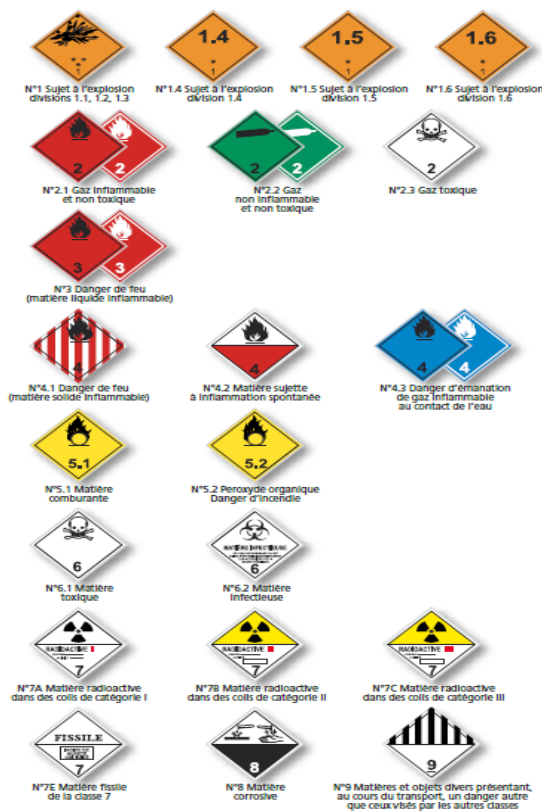 1.4
1.5
1.6
* *
*
1
*
1
*
1
*
1
N°1 Sujet à l'explosion
divisions 1.1, 1.2, 1.3
N°1.4 Sujet à l'explosion
division 1.4
N°1.5 Sujet à l'explosion
division 1.5
N°1.6 Sujet à l'explosion
division 1.6
2
2
2
2
2
N°2.1 Gaz inflammable
et non toxique
N°2.2 Gaz
non inflammable
et non toxique
N°2.3 Gaz toxique
3
3
N°3 Danger de feu
(matière liquide inflammable)
4
4
4
4
N°4.1 Danger de feu
(matière solide inflammable)
N°4.2 Matière sujette
à inflammation spontanée
N°4.3 Danger d'émanation
de gaz inflammable
au contact de l'eau
5.1
5.2
N°5.1 Matière
comburante
N°5.2 Peroxyde organique
Danger d'incendie
6
MATIÈRE INFECTIEUSE
6
N°6.1 Matière
toxique
N°6.2 Matière
infectieuse
RADIOACTIVE
7
RADIOACTIVE
7
RADIOACTIVE
7
N°7A Matière radioactive
dans des colis de catégorie I
N°7B Matière radioactive
dans des colis de catégorie II
N°7C Matière radioactive
dans des colis de catégorie III
FISSILE
7
8
9
N°7E Matière fissile
de la classe 7
N°8 Matière
corrosive
N°9 Matières et objets divers présentant,
au cours du transport, un danger autre
que ceux visés par les autres classes